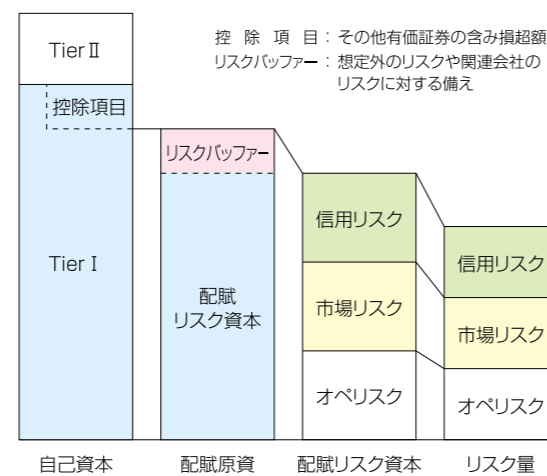 控除項目：その他有価証券の含み損超額
リスクバッファー：想定外のリスクや関連会社の
リスクに対する備え
Tier Ⅱ
控除項目
Tier Ⅰ
リスクバッファー
配賦
リスク資本
信用リスク
市場リスク
オペリスク
信用リスク
市場リスク
オペリスク
自己資本
配賦原資
配賦リスク資本
リスク量